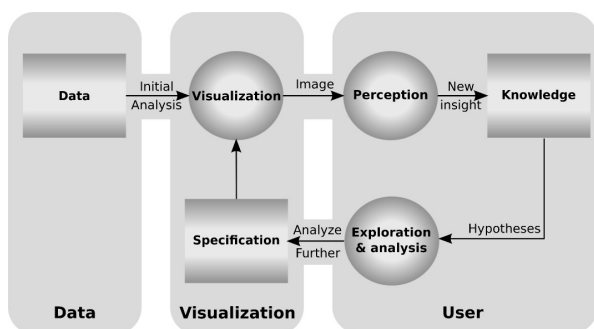 Data
Initial
Analysis
Visualization
Image
Perception
New
insight
Knowledge
Specification
Analyze
Further
Exploration
& analysis
Hypotheses
Data
Visualization
User